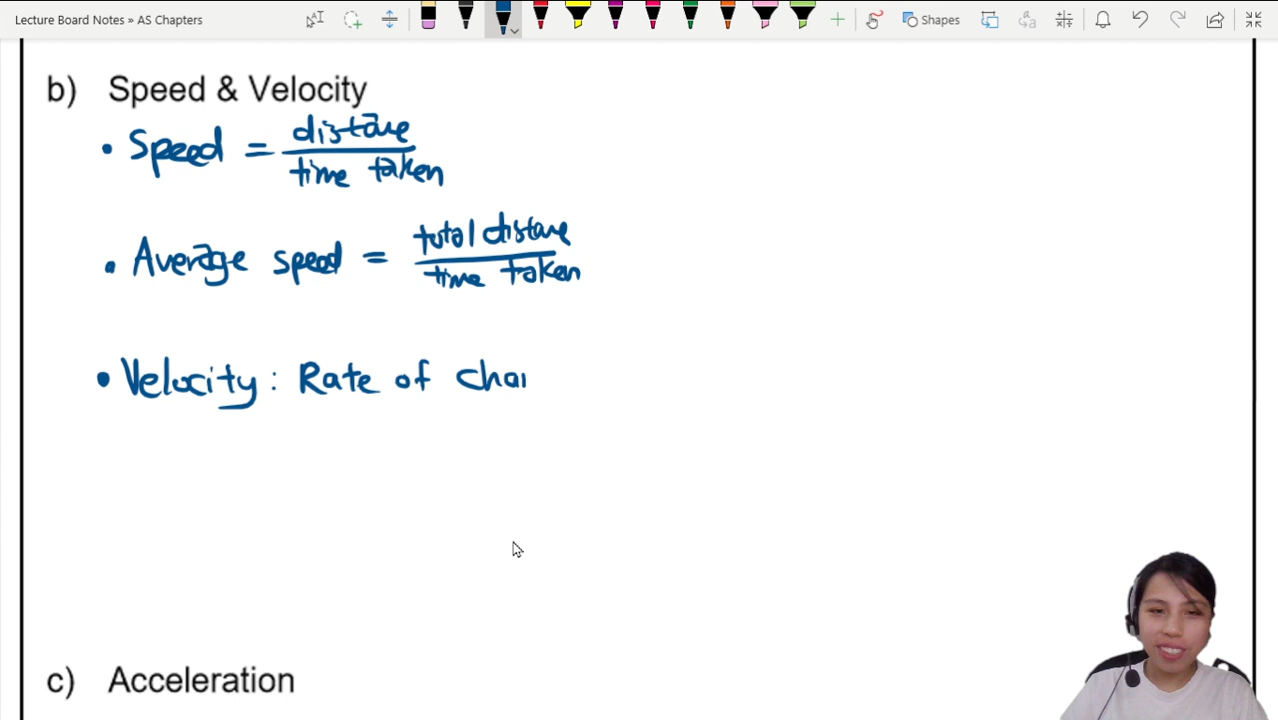 Lecture Board Notes » AS Chapters
Shapes
b) Speed & Velocity
• Speed = distance
time taken
• Average speed = total distance
time taken
• Velocity : Rate of chan
c) Acceleration